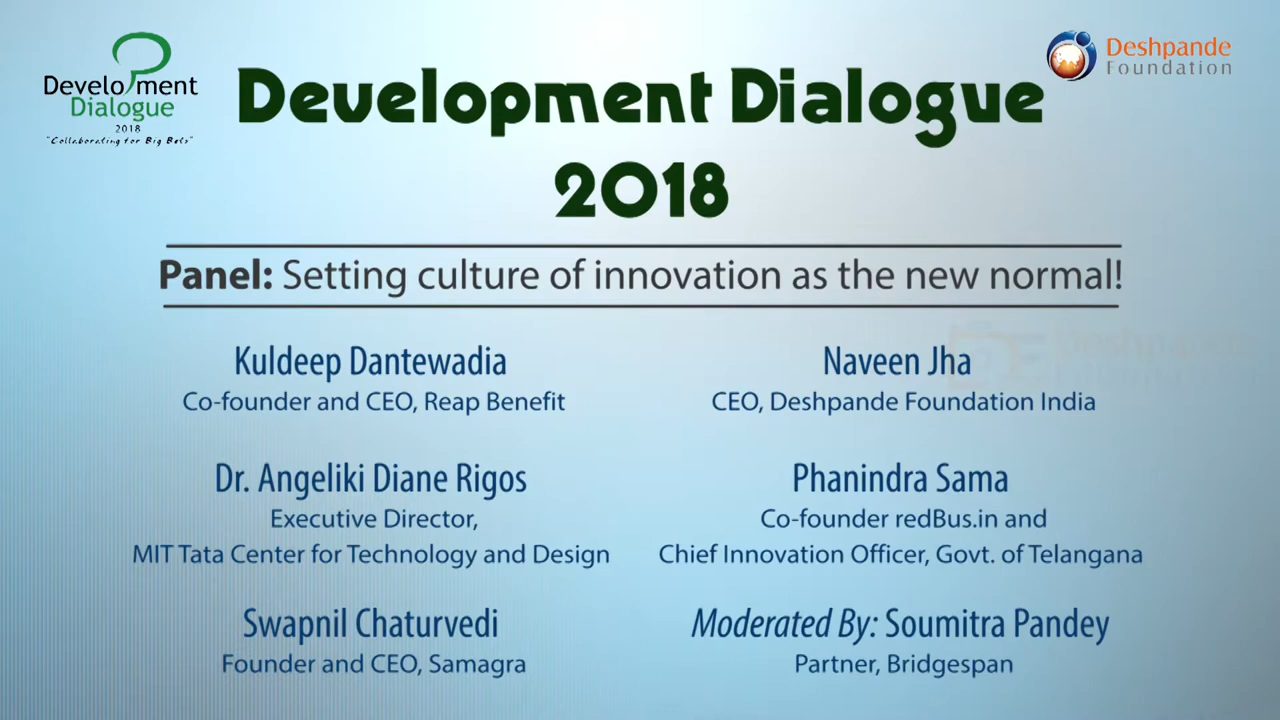 Development
Dialogue
2018
"Collaborating for Big Bets"
Deshpande
Foundation
Development Dialogue
2018
Panel: Setting culture of innovation as the new normal!
Kuldeep Dantewadia
Co-founder and CEO, Reap Benefit
Naveen Jha
CEO, Deshpande Foundation India
Dr. Angeliki Diane Rigos
Executive Director,
MIT Tata Center for Technology and Design
Phanindra Sama
Co-founder redBus.in and
Chief Innovation Officer, Govt. of Telangana
Swapnil Chaturvedi
Founder and CEO, Samagra
Moderated By: Soumitra Pandey
Partner, Bridgespan